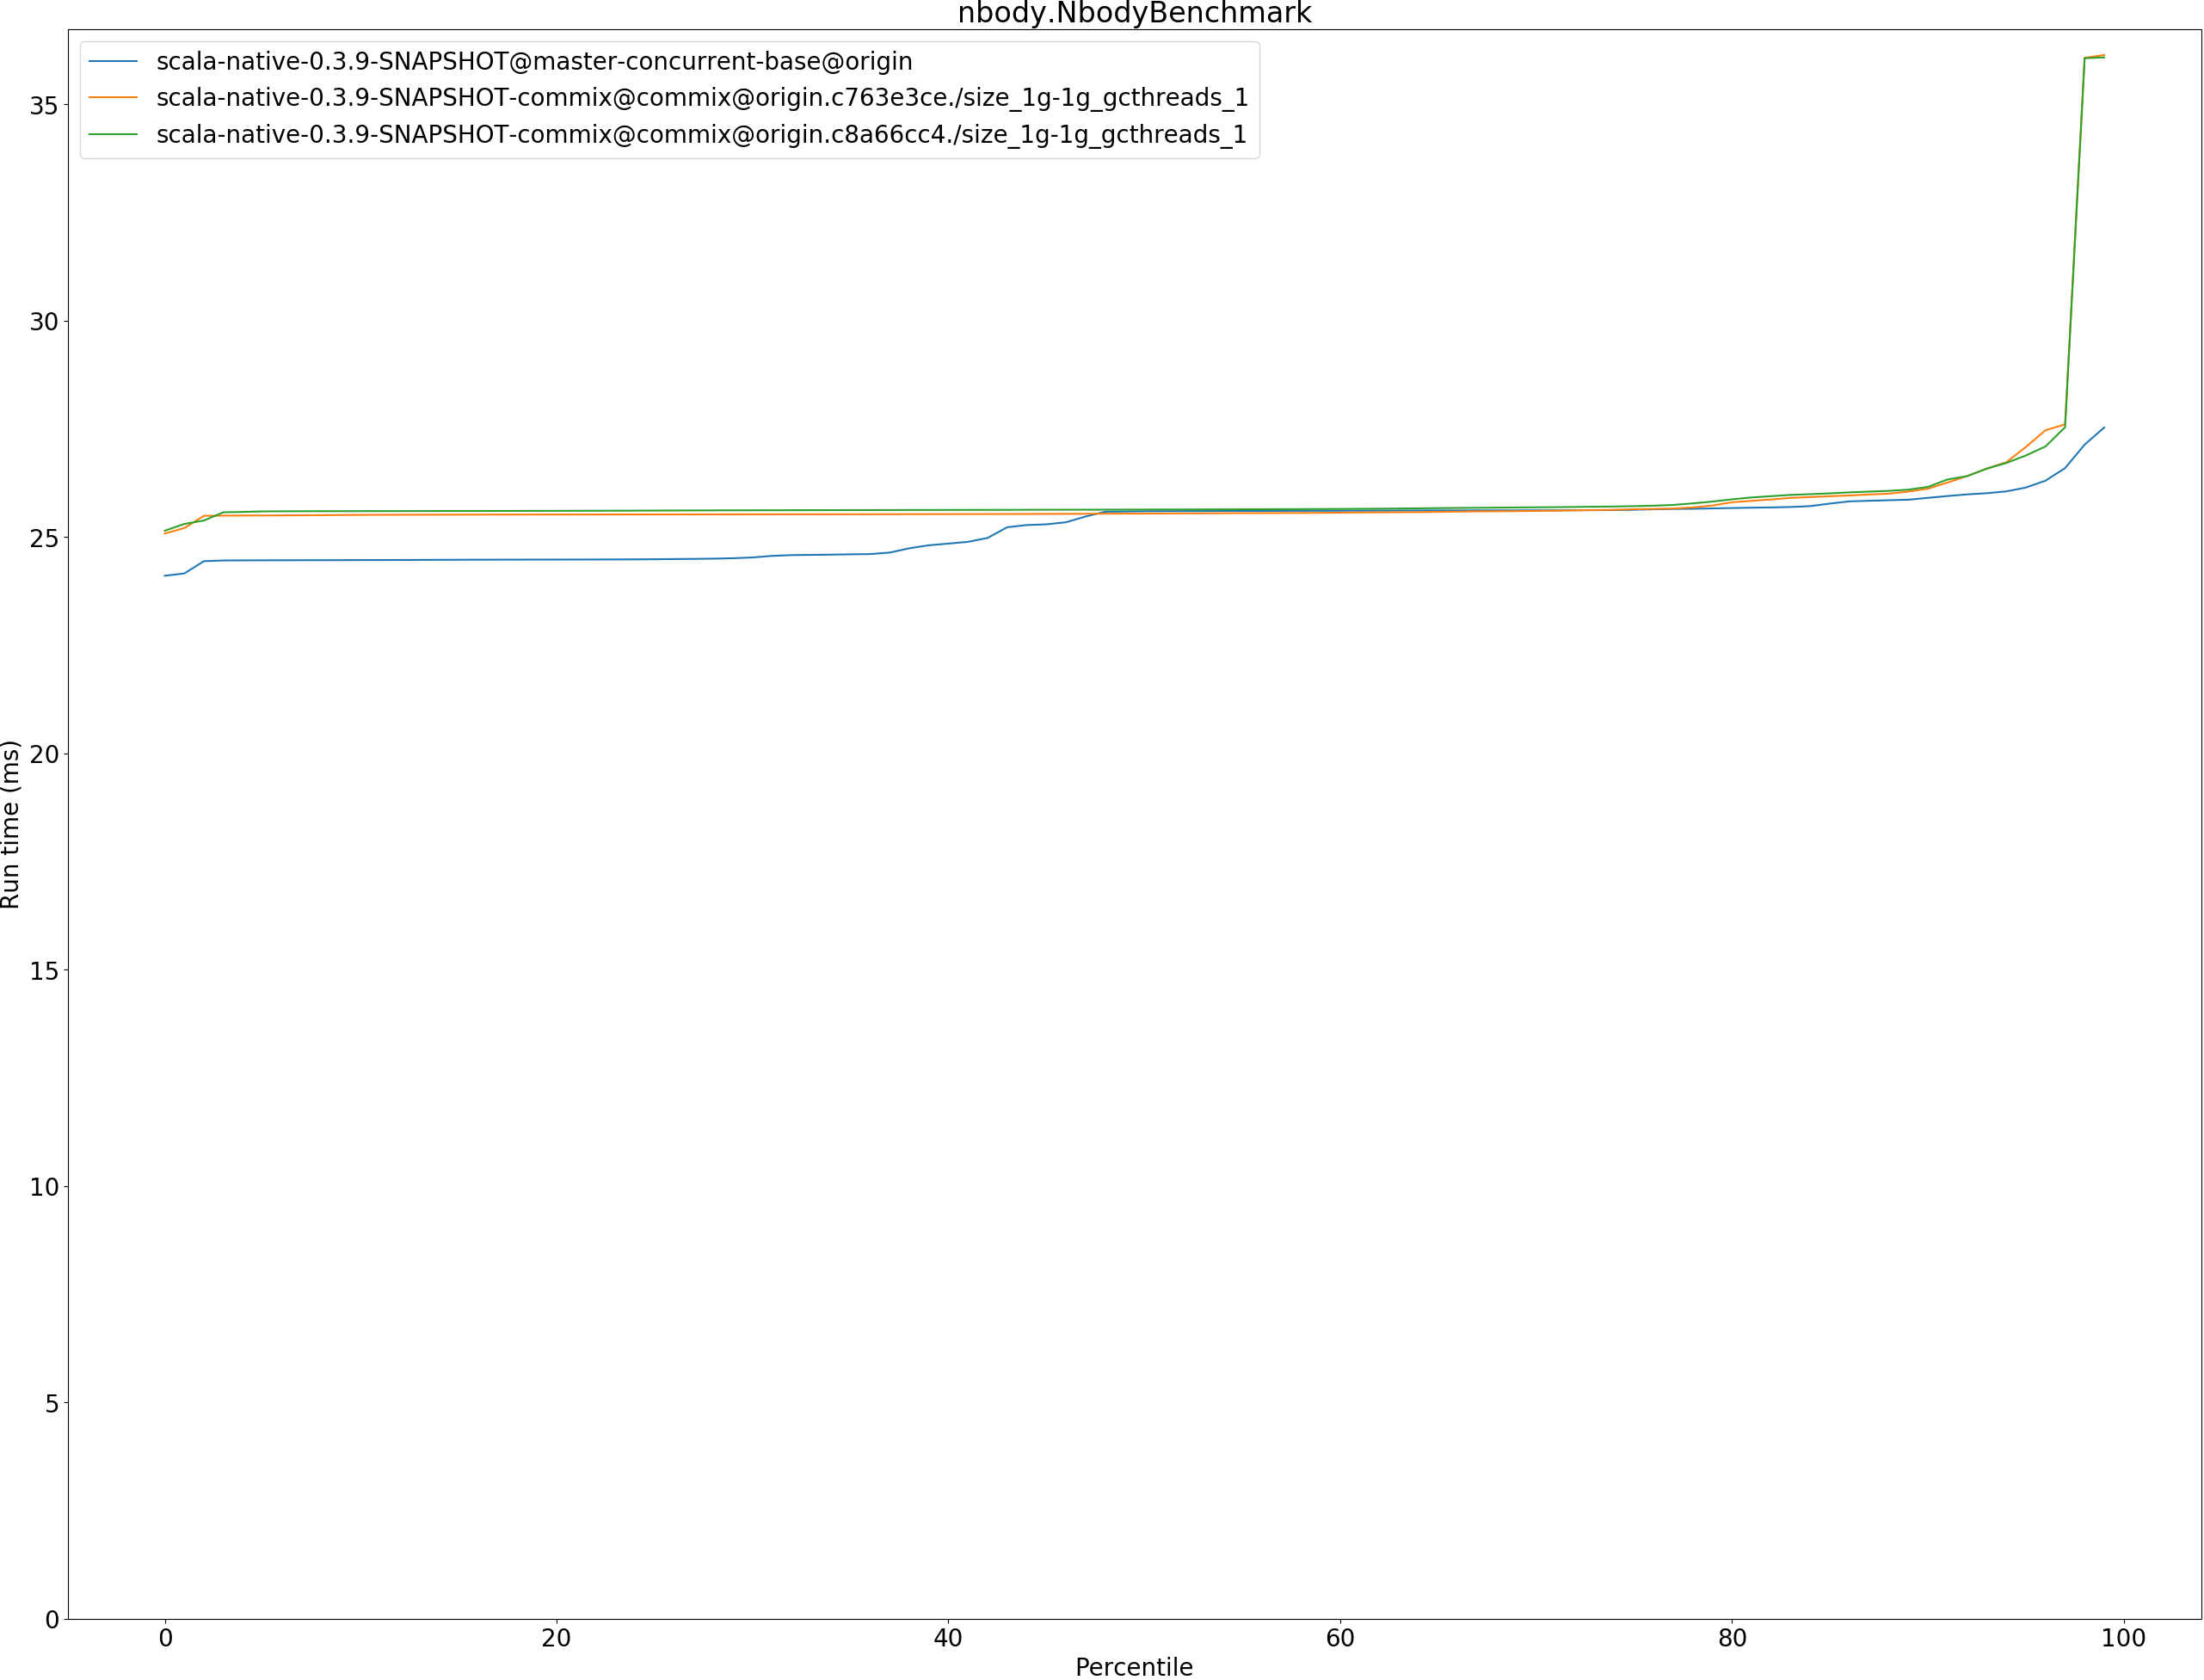 nbody.NbodyBenchmark
scala-native-0.3.9-SNAPSHOT@master-concurrent-base@origin
scala-native-0.3.9-SNAPSHOT-commix@commix@origin.c763e3ce./size_1g-1g_gcthreads_1
scala-native-0.3.9-SNAPSHOT-commix@commix@origin.c8a66cc4./size_1g-1g_gcthreads_1
35
30
25
20
15
10
5
0
Run time (ms)
0 20 40 60 80 100
Percentile